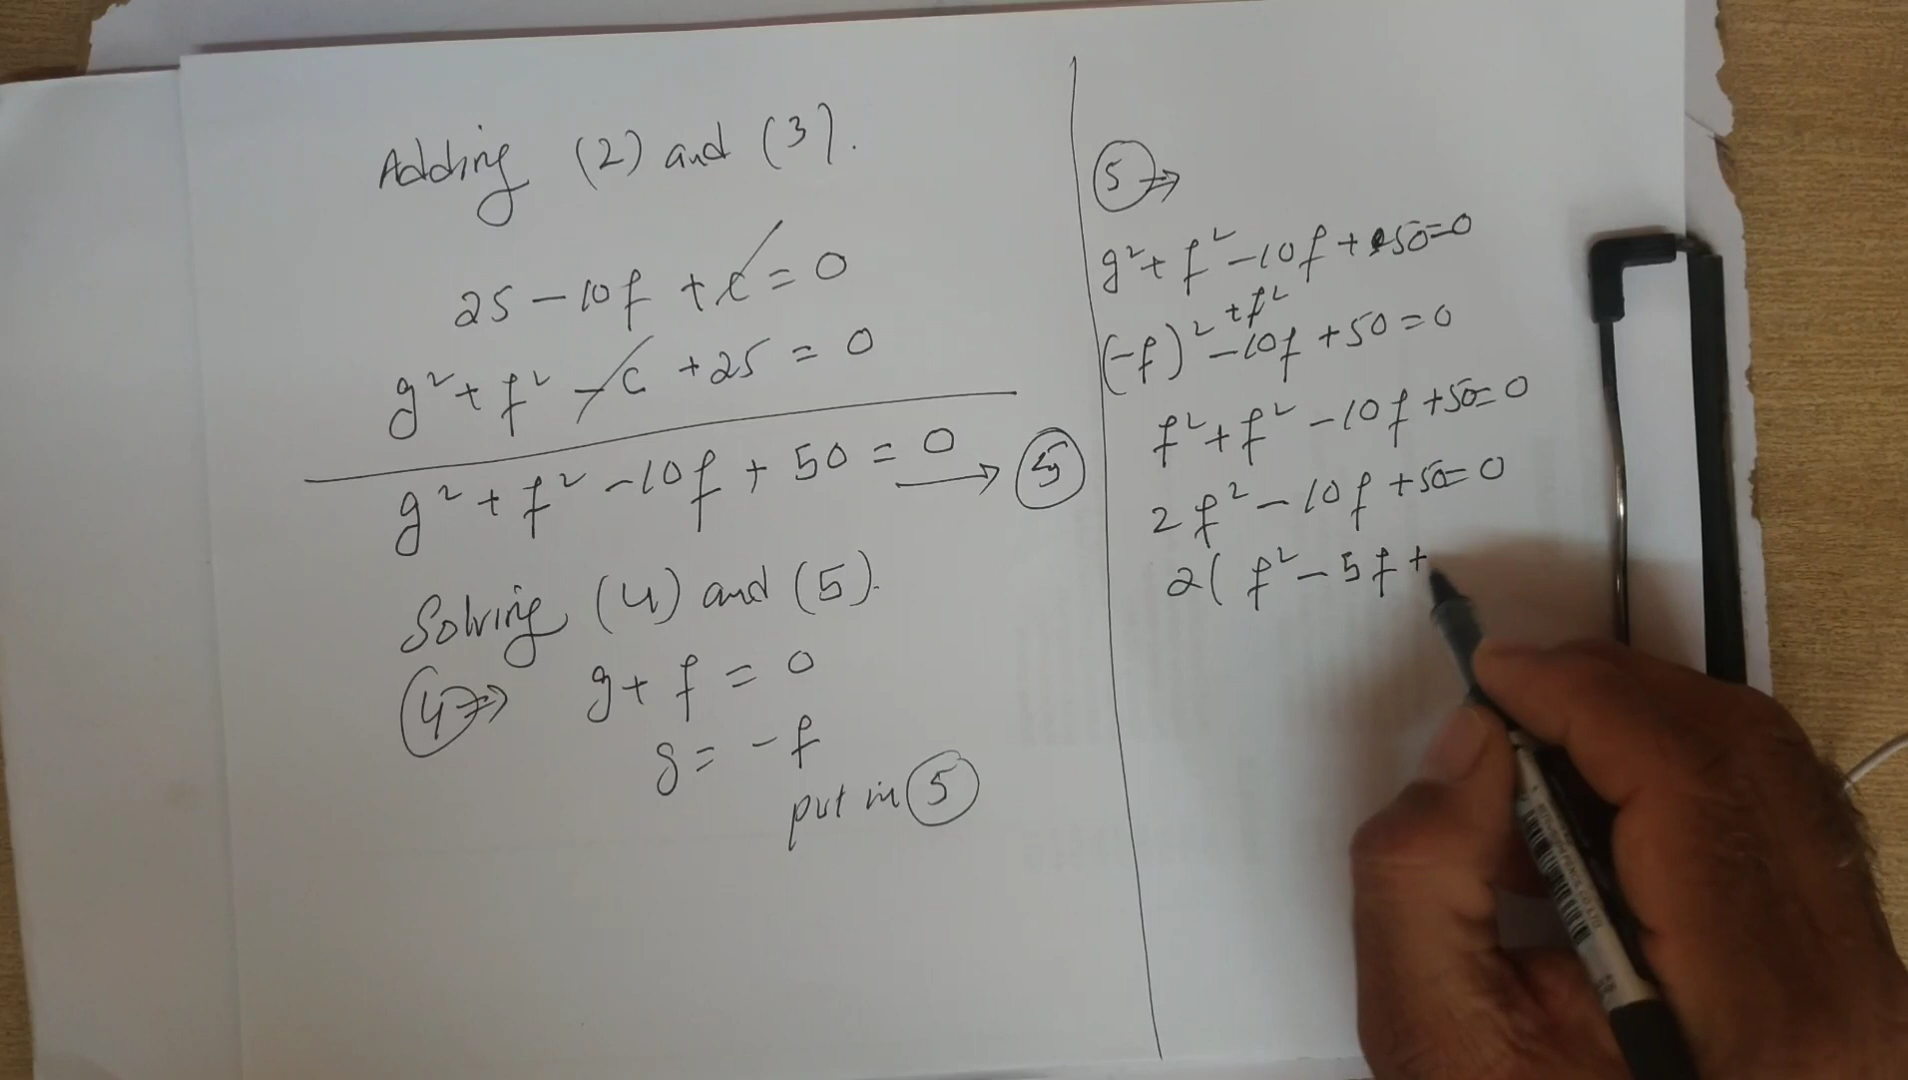 Adding (2) and (3).
25 - 10f + c = 0
g² + f² - c + 25 = 0
g² + f² - 10f + 50 = 0 → 5
Solving (4) and (5).
4 ⇒ g + f = 0
g = -f
put in 5
5 ⇒
g² + f² - 10f + 50 = 0
(-f)² + f² - 10f + 50 = 0
f² + f² - 10f + 50 = 0
2f² - 10f + 50 = 0
2( f² - 5f +